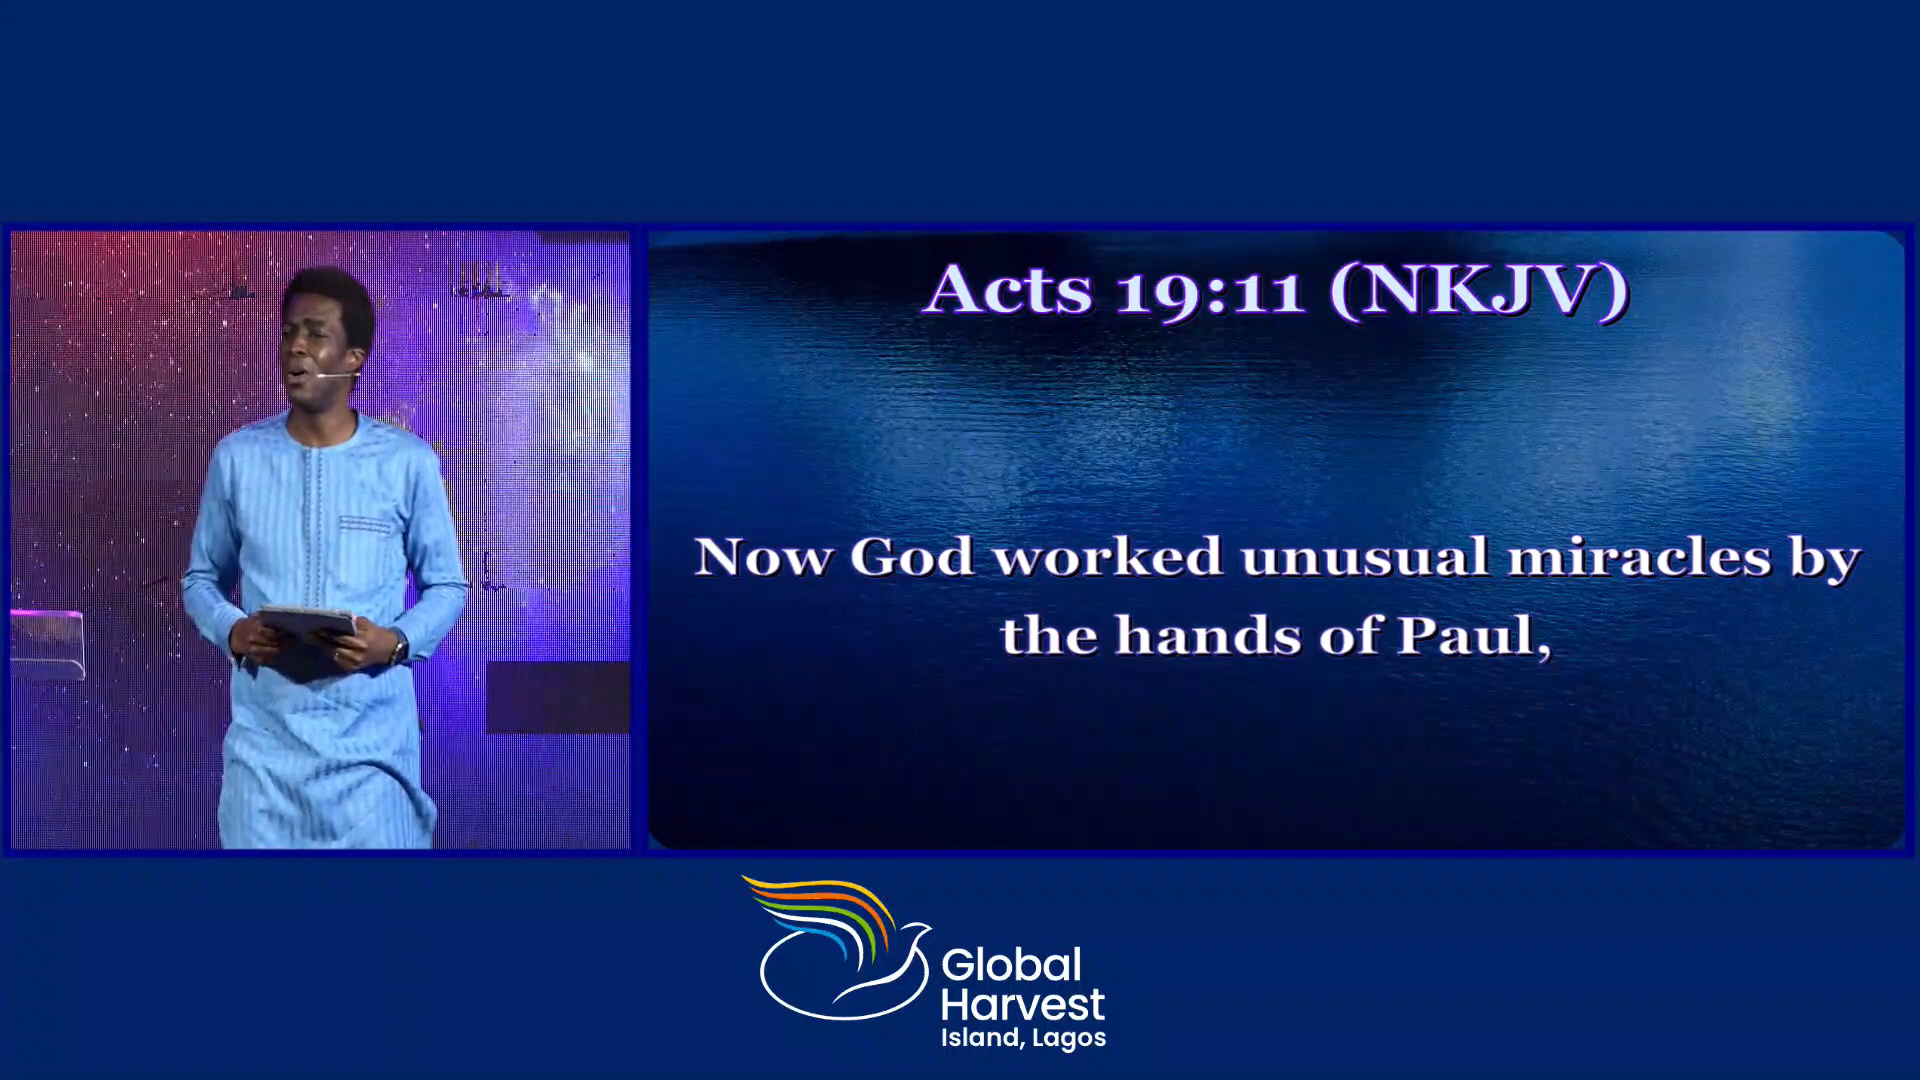 Acts 19:11 (NKJV)
Now God worked unusual miracles by
the hands of Paul,
Global
Harvest
Island, Lagos